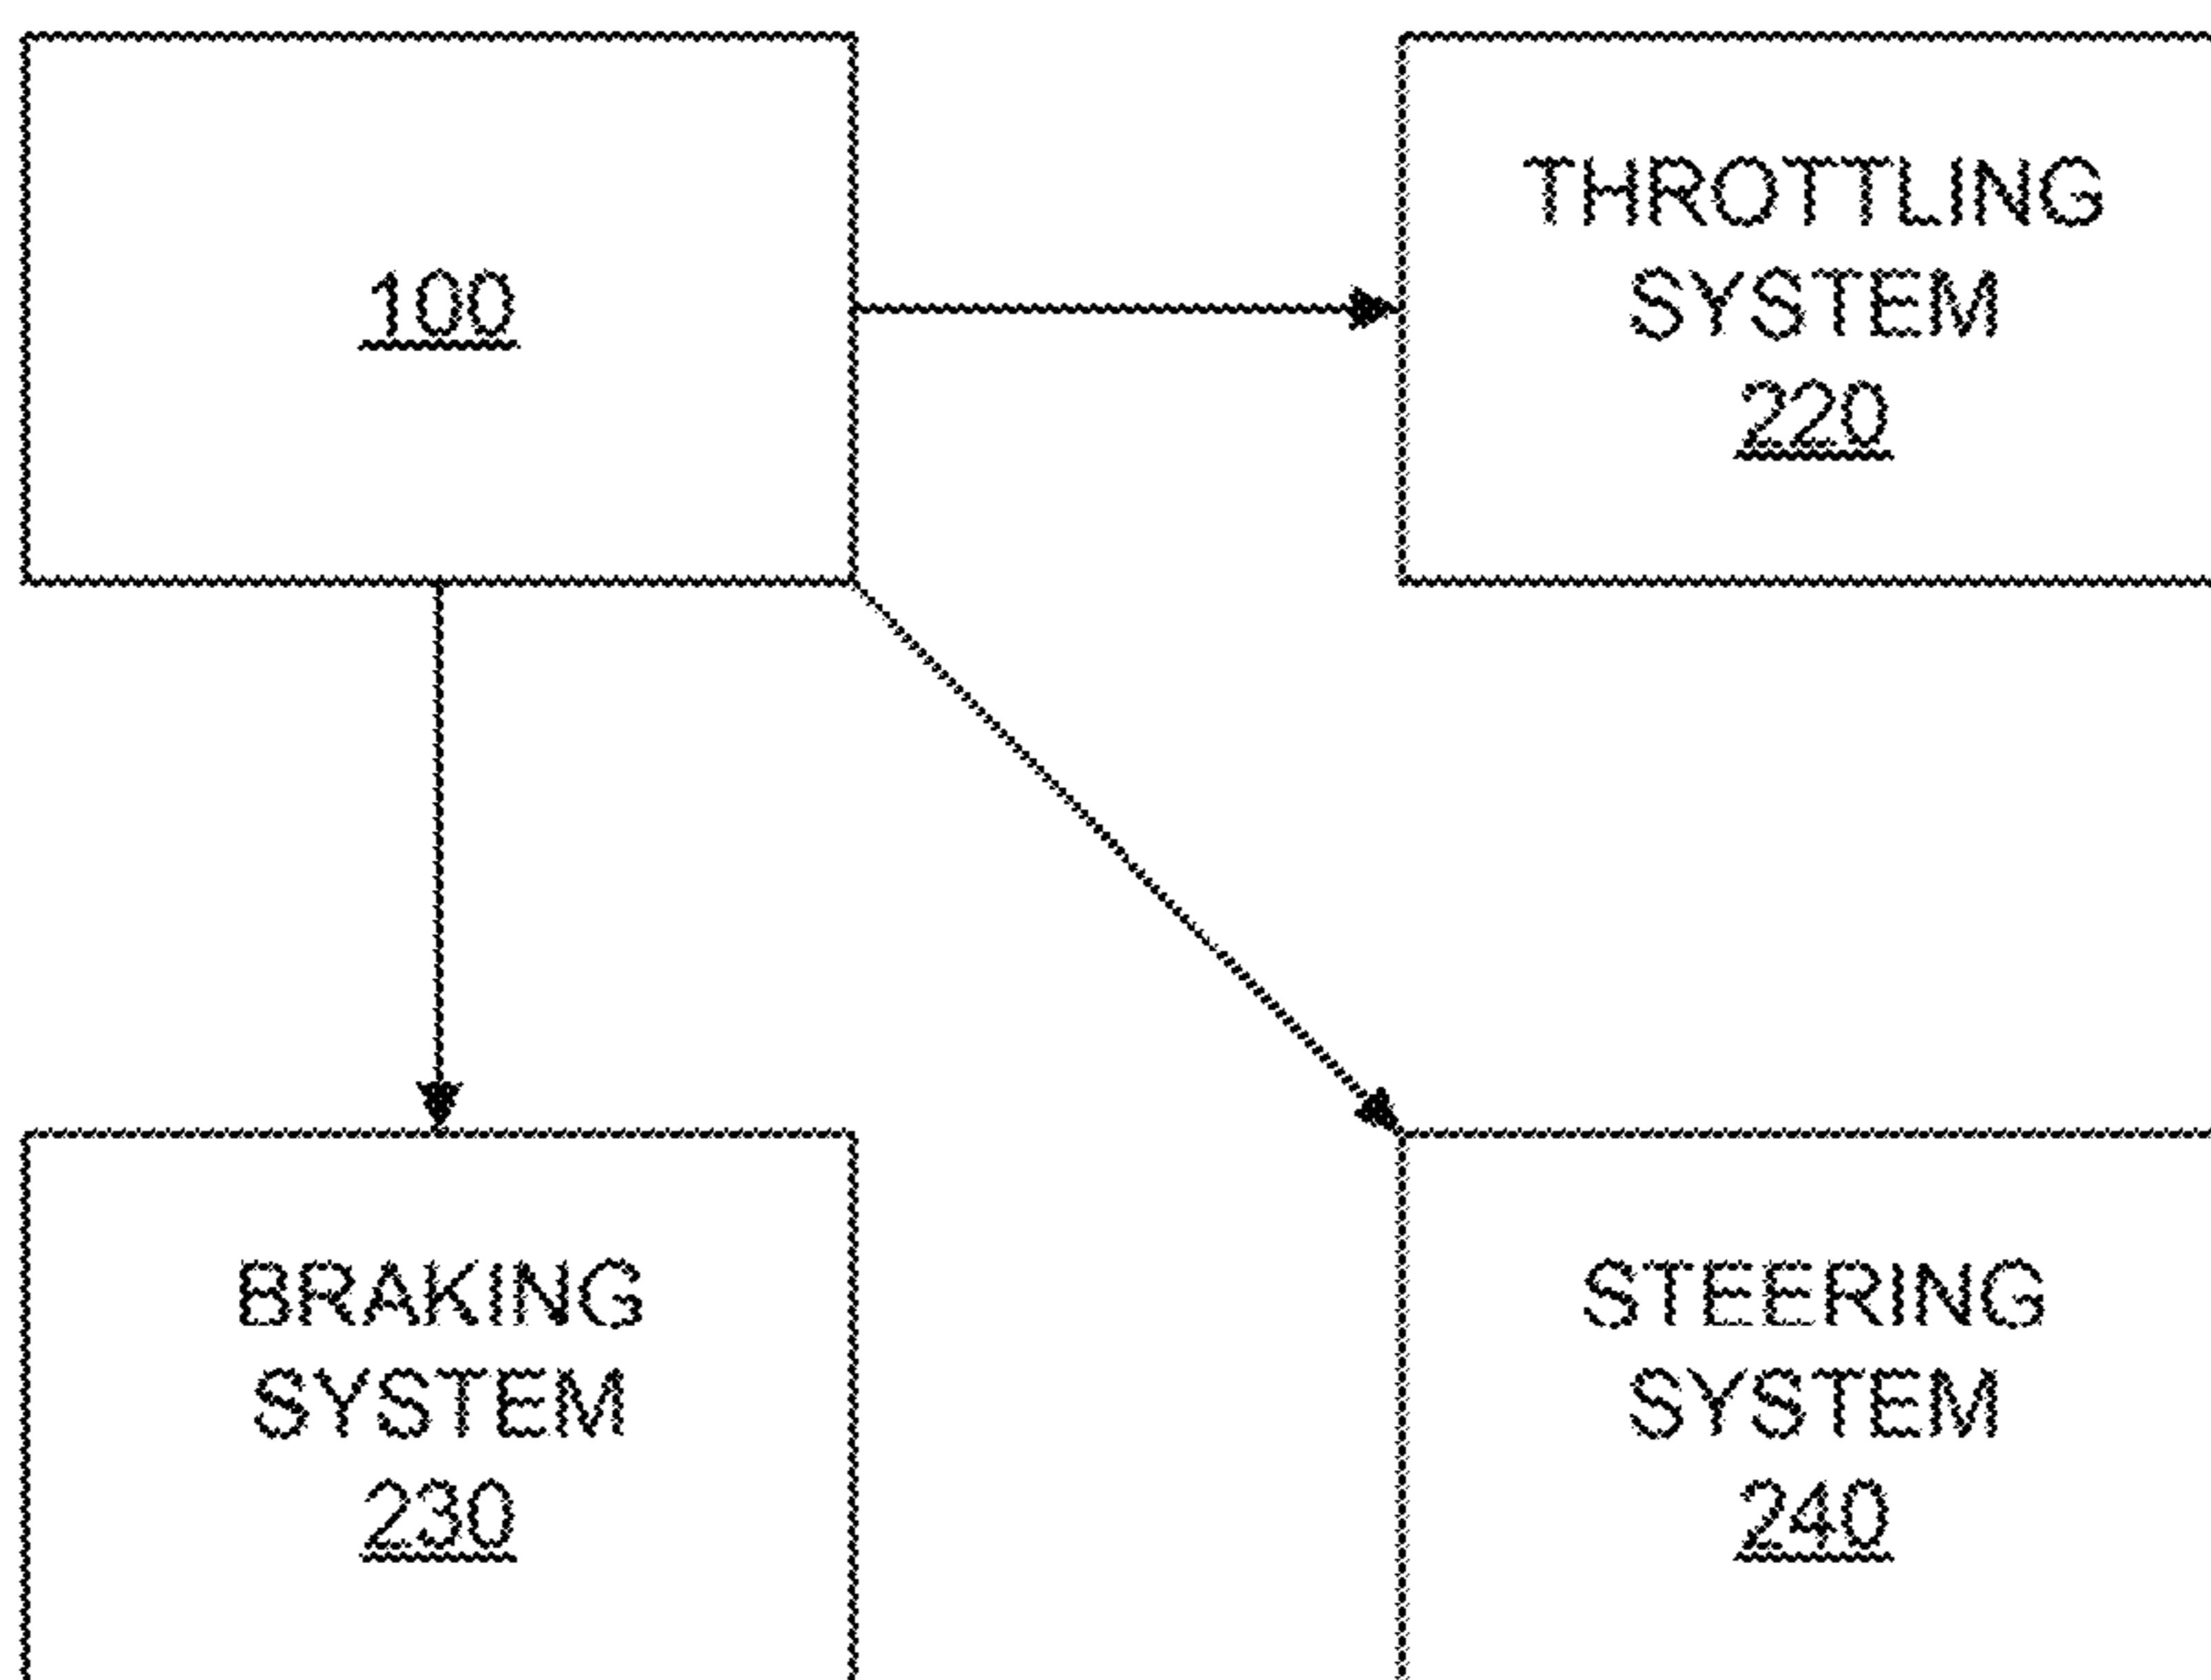 100
THROTTLING
SYSTEM
220
BRAKING
SYSTEM
230
STEERING
SYSTEM
240